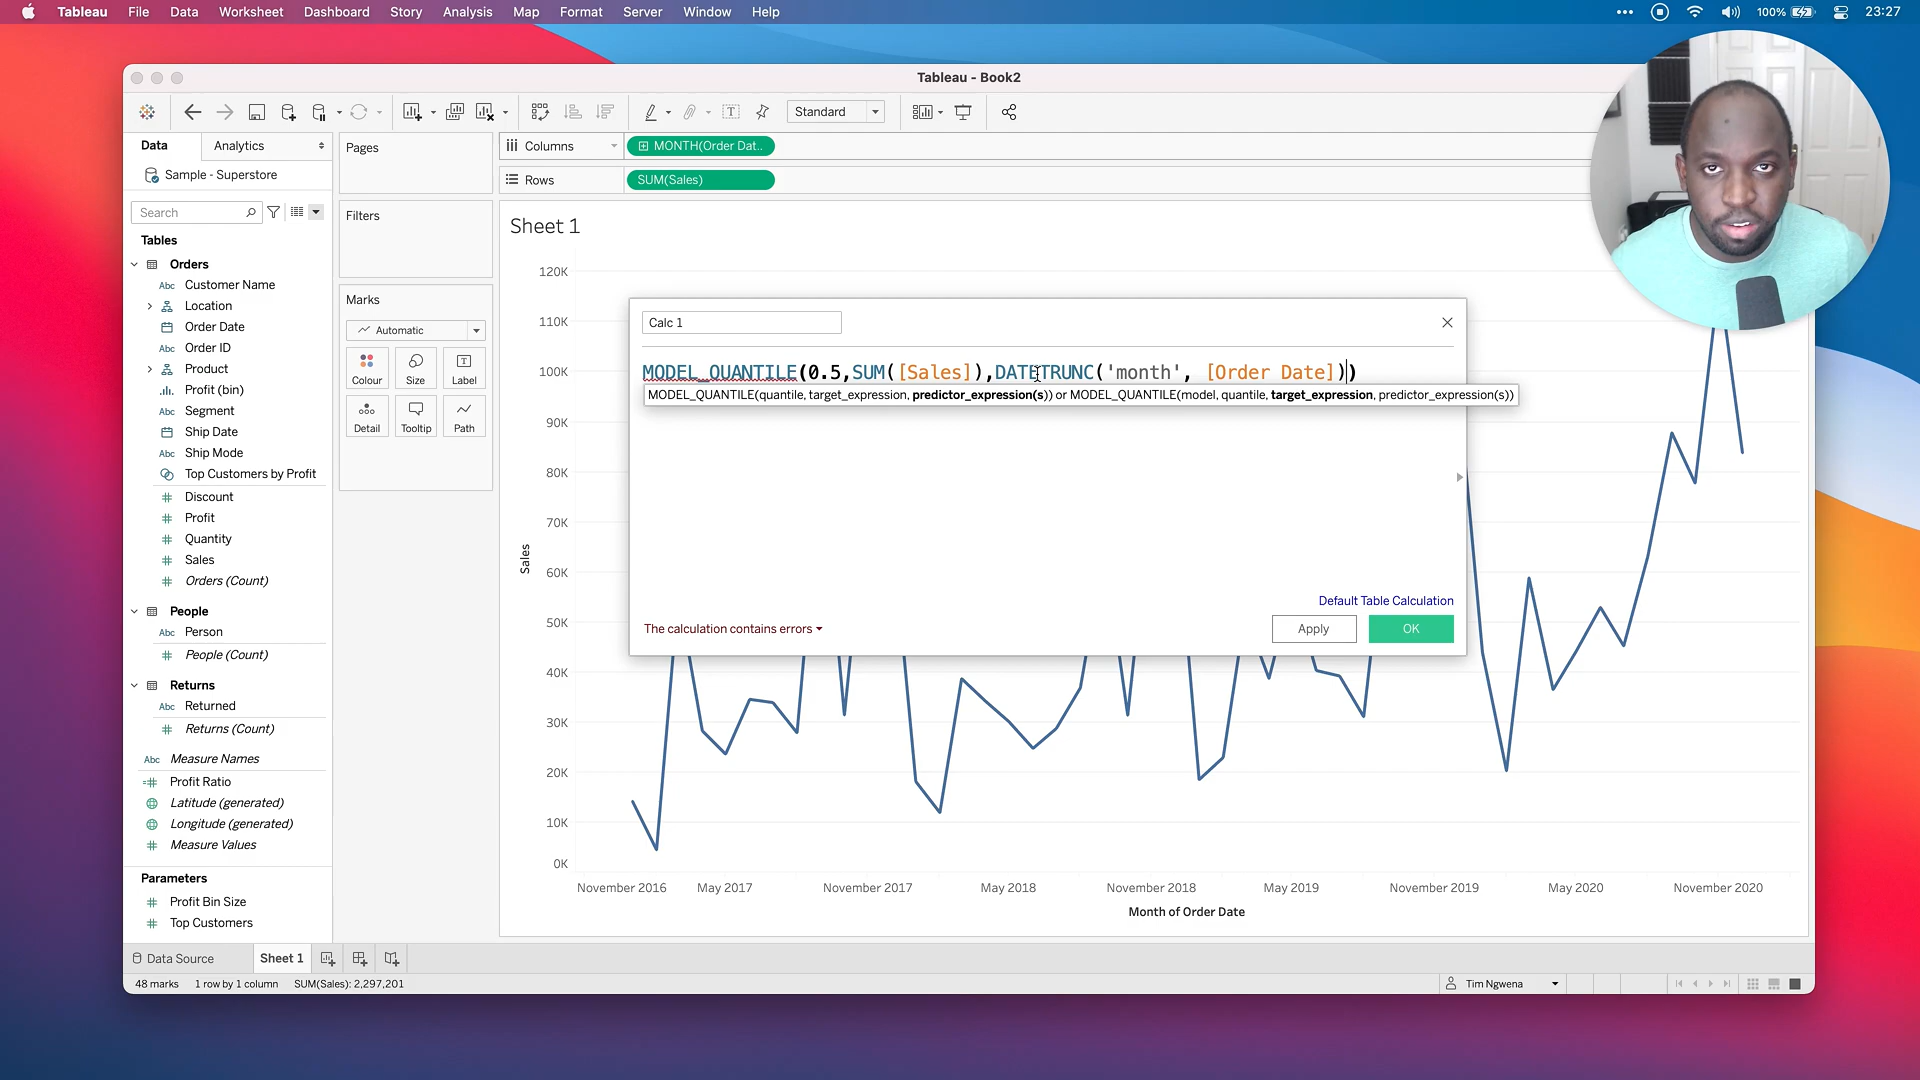 Tableau File Data Worksheet Dashboard Story Analysis Map Format Server Window Help
100% 23:27
Tableau - Book2
Standard
Data Analytics
Sample - Superstore
Search
Tables
Orders
Abc Customer Name
Location
Order Date
Abc Order ID
Product
Profit (bin)
Abc Segment
Ship Date
Abc Ship Mode
Top Customers by Profit
Discount
Profit
Quantity
Sales
Orders (Count)
People
Abc Person
People (Count)
Returns
Abc Returned
Returns (Count)
Abc Measure Names
Profit Ratio
Latitude (generated)
Longitude (generated)
Measure Values
Parameters
Profit Bin Size
Top Customers
Pages
Filters
Marks
Automatic
Colour Size Label
Detail Tooltip Path
Columns MONTH(Order Dat..
Rows SUM(Sales)
Sheet 1
120K
110K
100K
90K
80K
70K
60K
50K
40K
30K
20K
10K
0K
Sales
Calc 1
MODEL_QUANTILE(0.5,SUM([Sales]),DATETRUNC('month', [Order Date]))
MODEL_QUANTILE(quantile, target_expression, predictor_expression(s)) or MODEL_QUANTILE(model, quantile, target_expression, predictor_expression(s))
Default Table Calculation
The calculation contains errors
Apply OK
November 2016 May 2017 November 2017 May 2018 November 2018 May 2019 November 2019 May 2020 November 2020
Month of Order Date
Data Source Sheet 1
48 marks 1 row by 1 column SUM(Sales): 2,297,201
Tim Ngwena